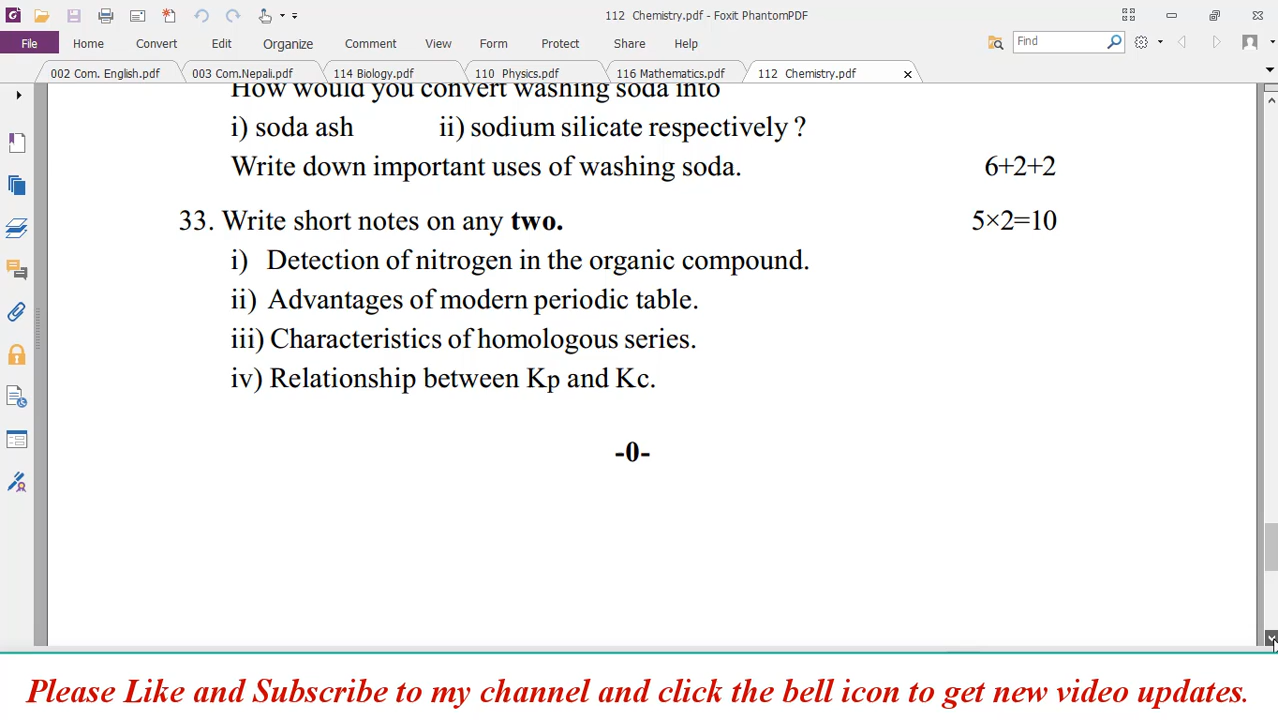 112 Chemistry.pdf - Foxit PhantomPDF
File Home Convert Edit Organize Comment View Form Protect Share Help Find
002 Com. English.pdf 003 Com.Nepali.pdf 114 Biology.pdf 110 Physics.pdf 116 Mathematics.pdf 112 Chemistry.pdf
How would you convert washing soda into
i) soda ash ii) sodium silicate respectively ?
Write down important uses of washing soda. 6+2+2
33. Write short notes on any two. 5×2=10
i) Detection of nitrogen in the organic compound.
ii) Advantages of modern periodic table.
iii) Characteristics of homologous series.
iv) Relationship between Kp and Kc.
-0-
Please Like and Subscribe to my channel and click the bell icon to get new video updates.